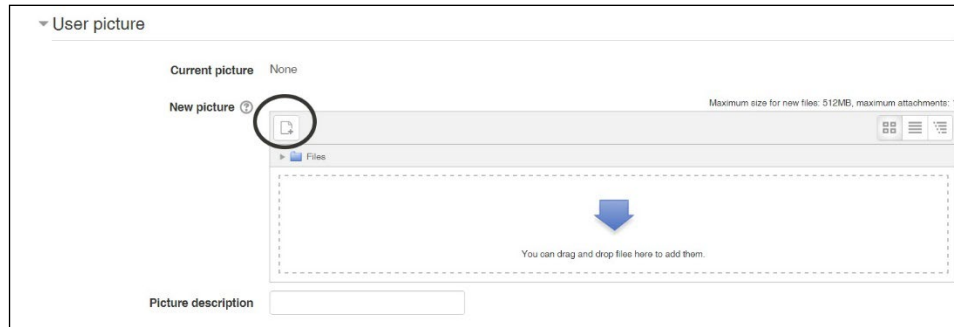 User picture
Current picture None
New picture
Maximum size for new files: 512MB, maximum attachments: 1
Files
You can drag and drop files here to add them.
Picture description